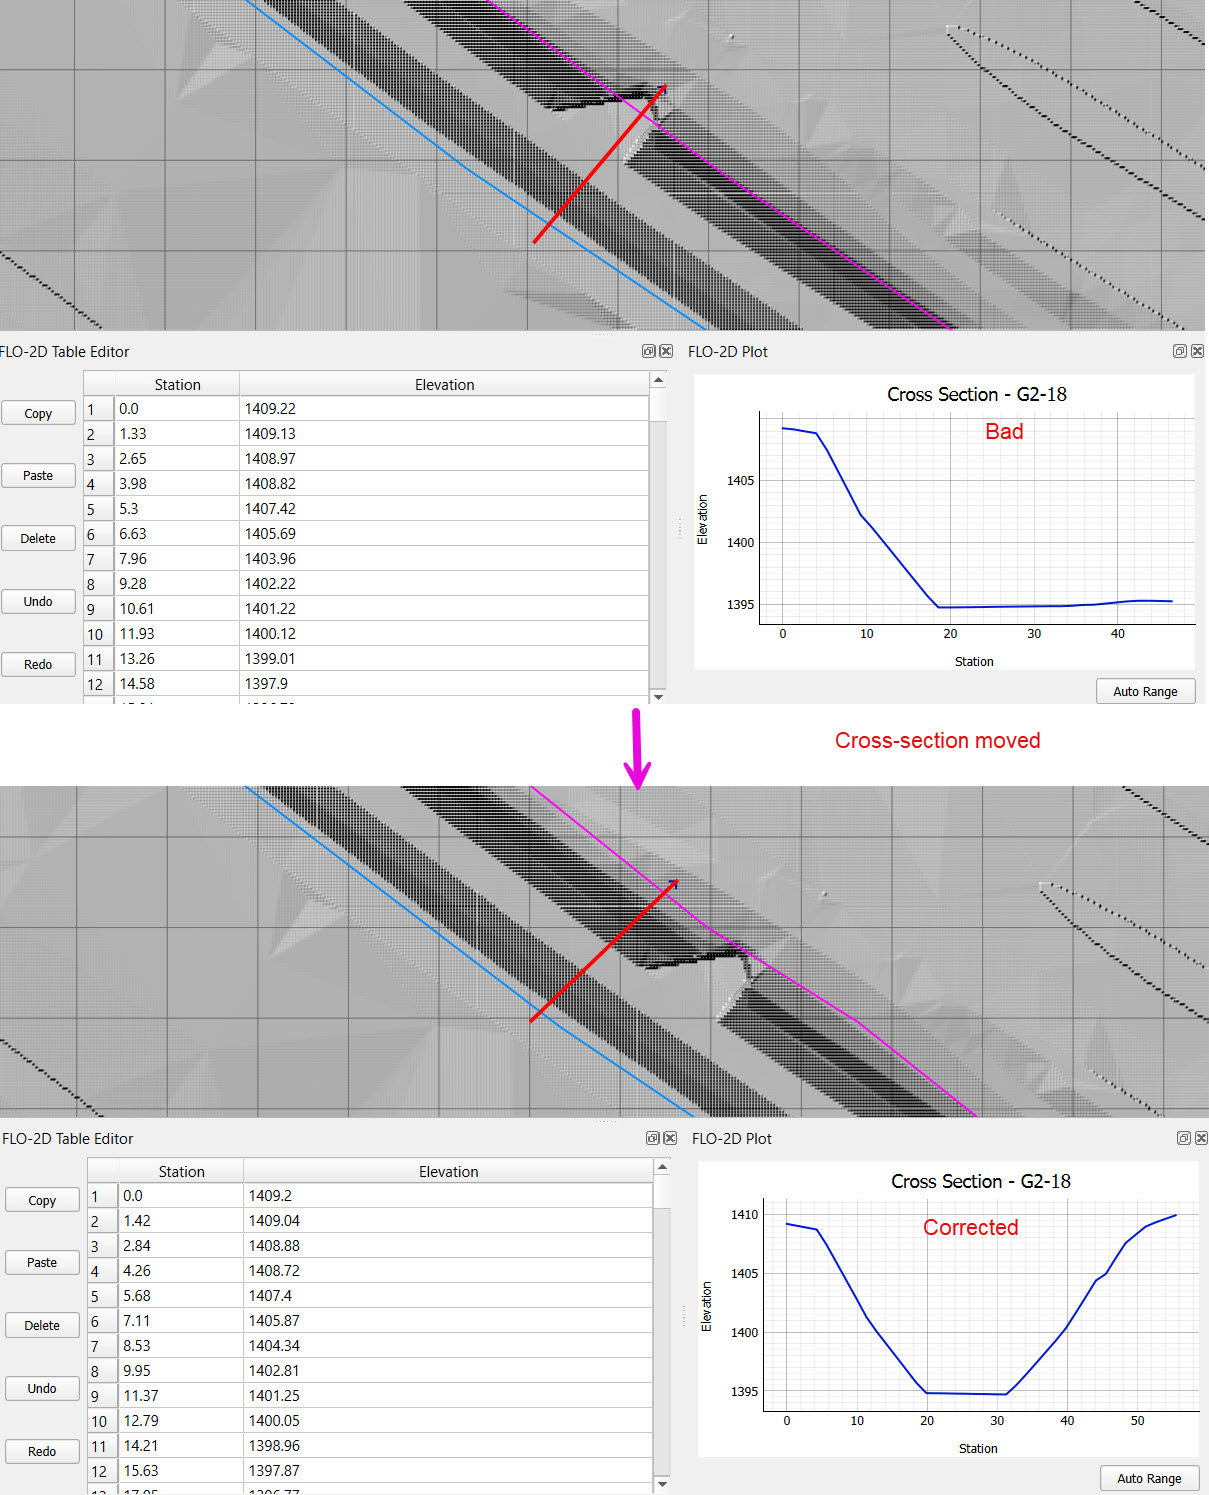 FLO-2D Table Editor
FLO-2D Plot
Station Elevation
Copy
Paste
Delete
Undo
Redo
1 0.0 1409.22
2 1.33 1409.13
3 2.65 1408.97
4 3.98 1408.82
5 5.3 1407.42
6 6.63 1405.69
7 7.96 1403.96
8 9.28 1402.22
9 10.61 1401.22
10 11.93 1400.12
11 13.26 1399.01
12 14.58 1397.9
Cross Section - G2-18
Bad
Elevation
1405
1400
1395
0 10 20 30 40
Station
Auto Range
Cross-section moved
FLO-2D Table Editor
FLO-2D Plot
Station Elevation
Copy
Paste
Delete
Undo
Redo
1 0.0 1409.2
2 1.42 1409.04
3 2.84 1408.88
4 4.26 1408.72
5 5.68 1407.4
6 7.11 1405.87
7 8.53 1404.34
8 9.95 1402.81
9 11.37 1401.25
10 12.79 1400.05
11 14.21 1398.96
12 15.63 1397.87
Cross Section - G2-18
Corrected
Elevation
1410
1405
1400
1395
0 10 20 30 40 50
Station
Auto Range